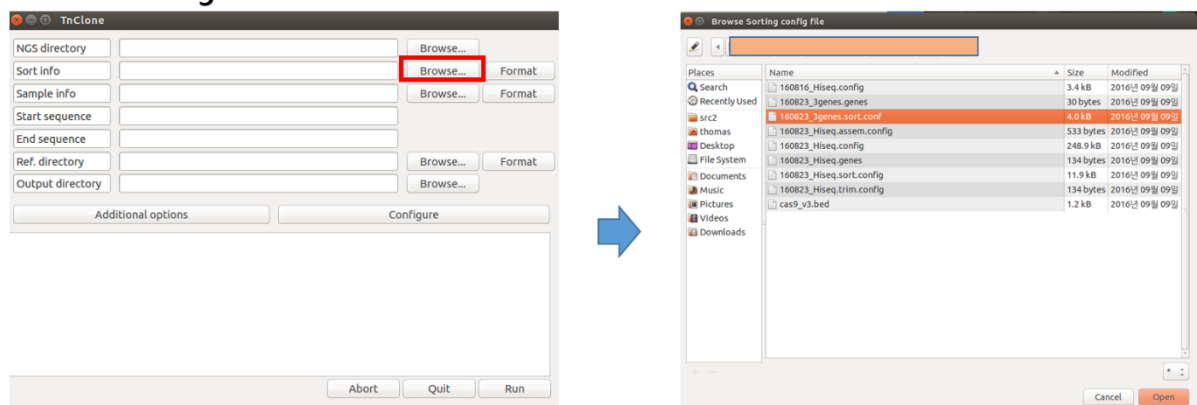 TnClone
NGS directory Browse...
Sort info Browse... Format
Sample info Browse... Format
Start sequence
End sequence
Ref. directory Browse... Format
Output directory Browse...
Additional options Configure
Abort Quit Run
Browse Sorting config file
Places Name Size Modified
Search 160816_Hiseq.config 3.4 kB 2016년 09월 09일
Recently Used 160823_3genes.genes 30 bytes 2016년 09월 09일
src2 160823_3genes.sort.conf 4.0 kB 2016년 09월 09일
thomas 160823_Hiseq.assem.config 533 bytes 2016년 09월 09일
Desktop 160823_Hiseq.config 248.9 kB 2016년 09월 09일
File System 160823_Hiseq.genes 134 bytes 2016년 09월 09일
Documents 160823_Hiseq.sort.config 11.9 kB 2016년 09월 09일
Music 160823_Hiseq.trim.config 134 bytes 2016년 09월 09일
Pictures cas9_v3.bed 1.2 kB 2016년 09월 09일
Videos
Downloads
Cancel Open